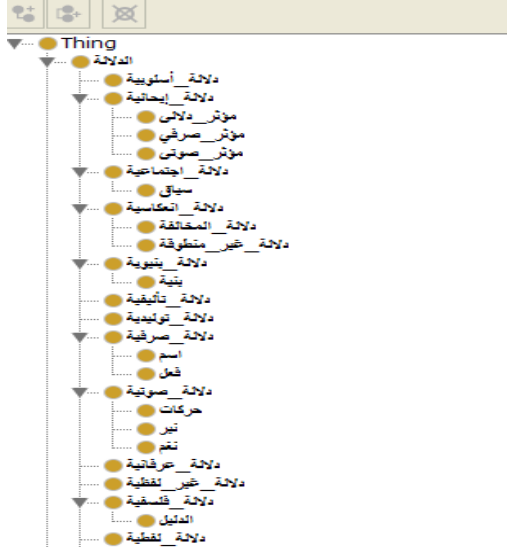 Thing
الدلالة
دلالة_أسلوبية
دلالة_إيحائية
مؤثر_دلالي
مؤثر_صرفي
مؤثر_صوتي
دلالة_اجتماعية
سياق
دلالة_انعكاسية
دلالة_المخالفة
دلالة_غير_منطوقة
دلالة_بنيوية
بنية
دلالة_تأليفية
دلالة_توليدية
دلالة_صرفية
اسم
فعل
دلالة_صوتية
حركات
نبر
نغم
دلالة_عرفانية
دلالة_غير_لفظية
دلالة_فلسفية
الدليل
دلالة_لفظية